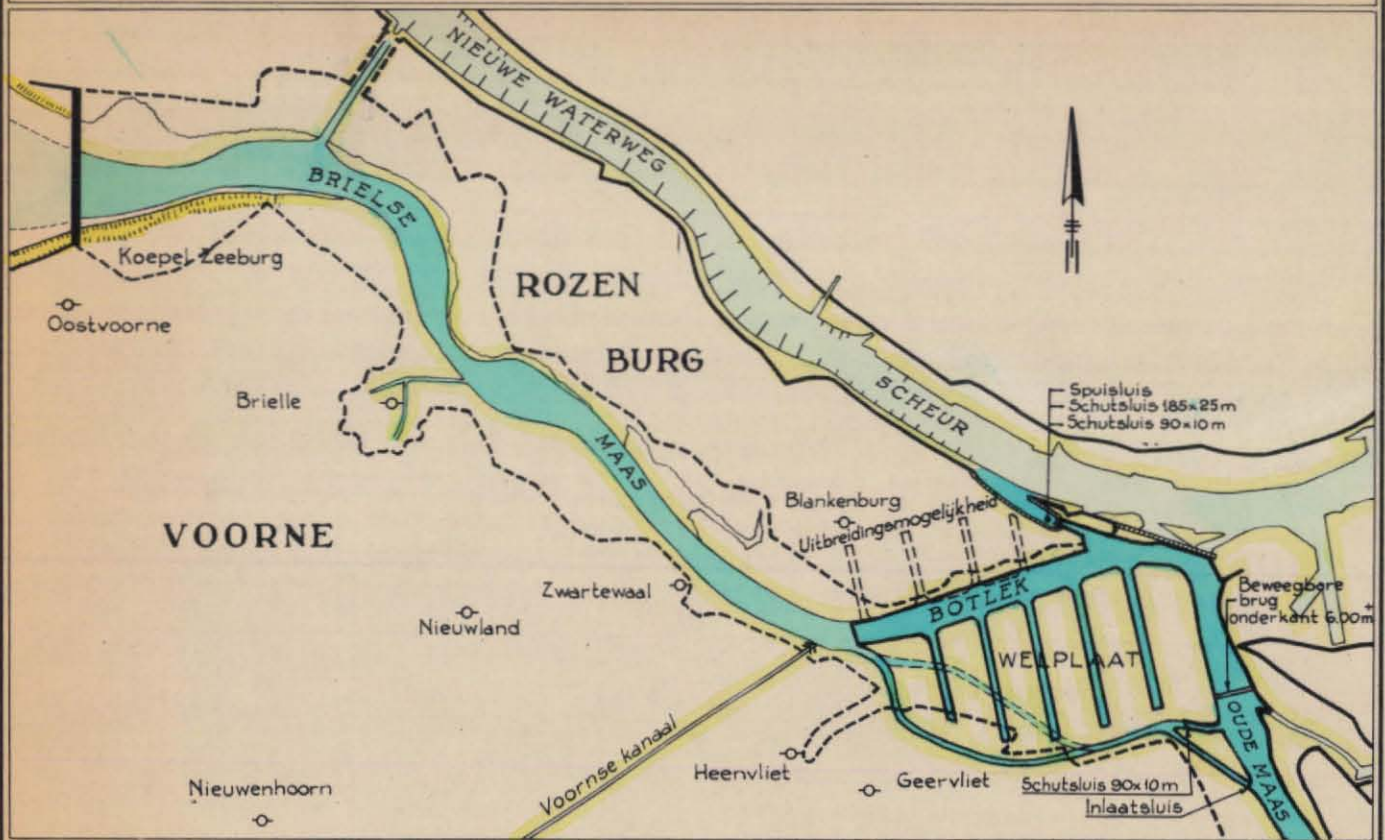 NIEUWE WATERWEG
BRIELSE
Koepel Zeeburg
ROZEN
Oostvoorne
BURG
SCHEUR
Spuisluis
Schutsluis 185x25m
Schutsluis 90x10m
Brielle
MAAS
Blankenburg
Uitbreidingsmogelijkheid
VOORNE
Zwartewaal
BOTLEK
Beweegbare
brug
onderkant 6.00m+
Nieuwland
WELPLAAT
OUDE MAAS
Voornse kanaal
Heenvliet
Geervliet
Schutsluis 90x10m
Inlaatsluis
Nieuwenhoorn